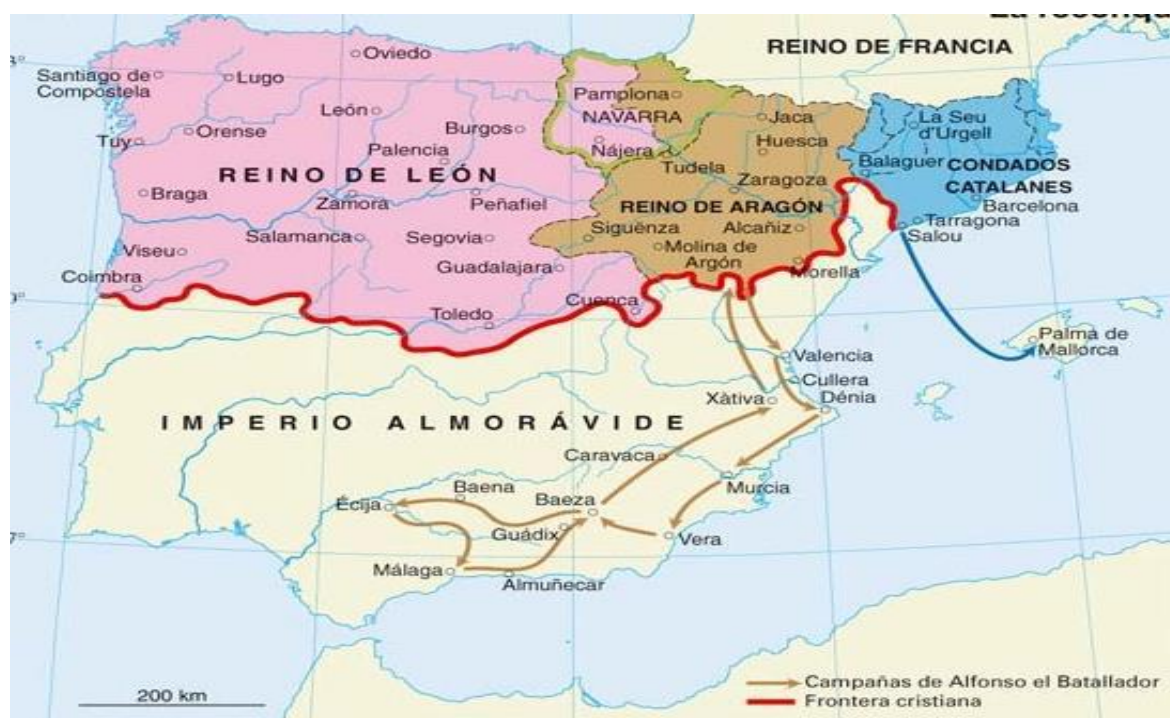 La reconqu
REINO DE FRANCIA
Oviedo
Santiago de
Compostela
Lugo
León
Pamplona
NAVARRA
Jaca
La Seu
d'Urgell
Tuy
Orense
Burgos
Palencia
Nájera
Huesca
Tudela
Balaguer
CONDADOS
CATALANES
REINO DE LEÓN
Zaragoza
Braga
Zamora
Peñafiel
REINO DE ARAGÓN
Barcelona
Tarragona
Salou
Salamanca
Segovia
Sigüenza
Alcañiz
Viseu
Molina de
Argón
Guadalajara
Morella
Coimbra
Cuenca
Toledo
Palma de
Mallorca
Valencia
Cullera
Xàtiva
Dénia
IMPERIO ALMORÁVIDE
Caravaca
Murcia
Baena
Écija
Baeza
Guádix
Vera
Málaga
Almuñecar
200 km
Campañas de Alfonso el Batallador
Frontera cristiana